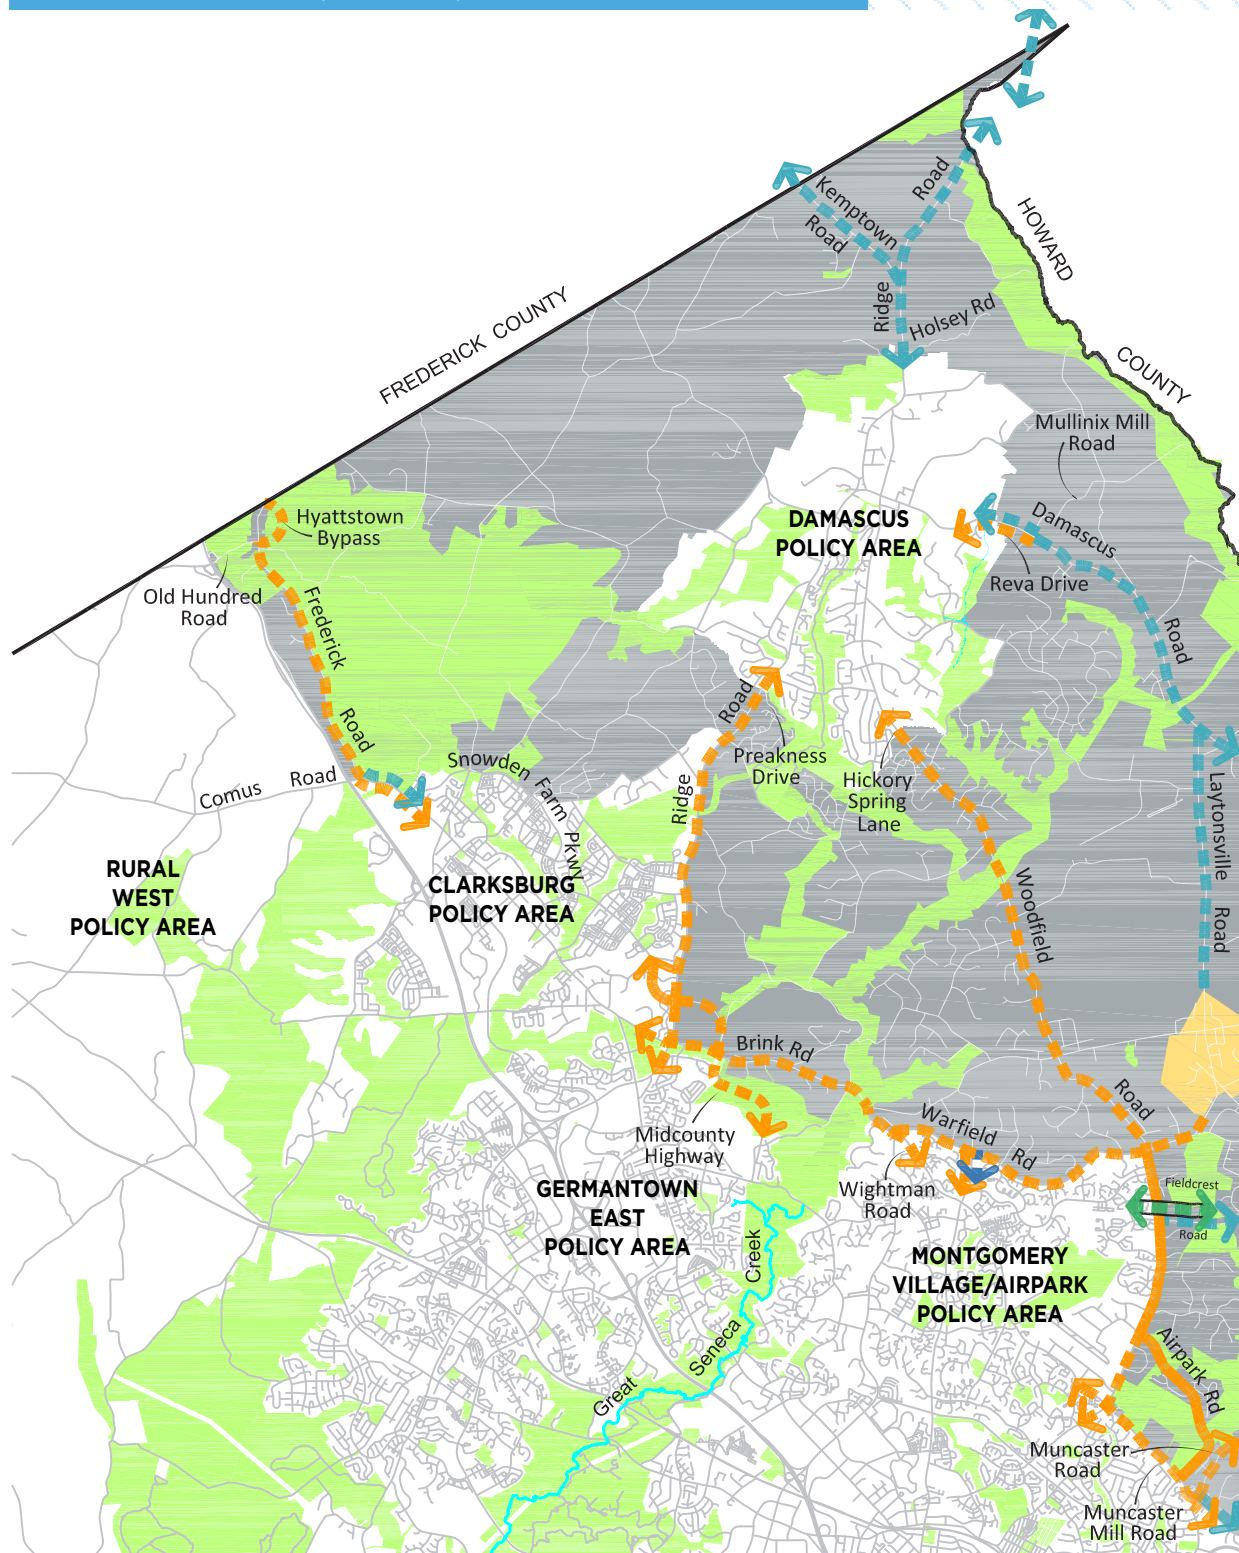 Kemptown
Road
Road
HOWARD
COUNTY
Ridge
Holsey Rd
FREDERICK COUNTY
Mullinix Mill
Road
Hyattstown
Bypass
DAMASCUS
POLICY AREA
Damascus
Road
Reva Drive
Old Hundred
Road
Frederick
Road
Road
Ridge
Preakness
Drive
Hickory
Spring
Lane
Snowden Farm Pkwy
Comus Road
Laytonsville
Road
RURAL
WEST
POLICY AREA
CLARKSBURG
POLICY AREA
Woodfield
Road
Brink Rd
Warfield
Rd
Midcounty
Highway
Wightman
Road
Fieldcrest
Road
GERMANTOWN
EAST
POLICY AREA
MONTGOMERY
VILLAGE/AIRPARK
POLICY AREA
Great Seneca Creek
Airpark Rd
Muncaster
Road
Muncaster
Mill Road